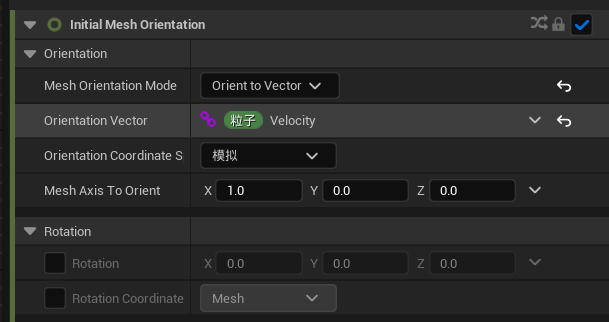 Initial Mesh Orientation
Orientation
Mesh Orientation Mode Orient to Vector
Orientation Vector 粒子 Velocity
Orientation Coordinate S 模拟
Mesh Axis To Orient X 1.0 Y 0.0 Z 0.0
Rotation
Rotation X 0.0 Y 0.0 Z 0.0
Rotation Coordinate Mesh